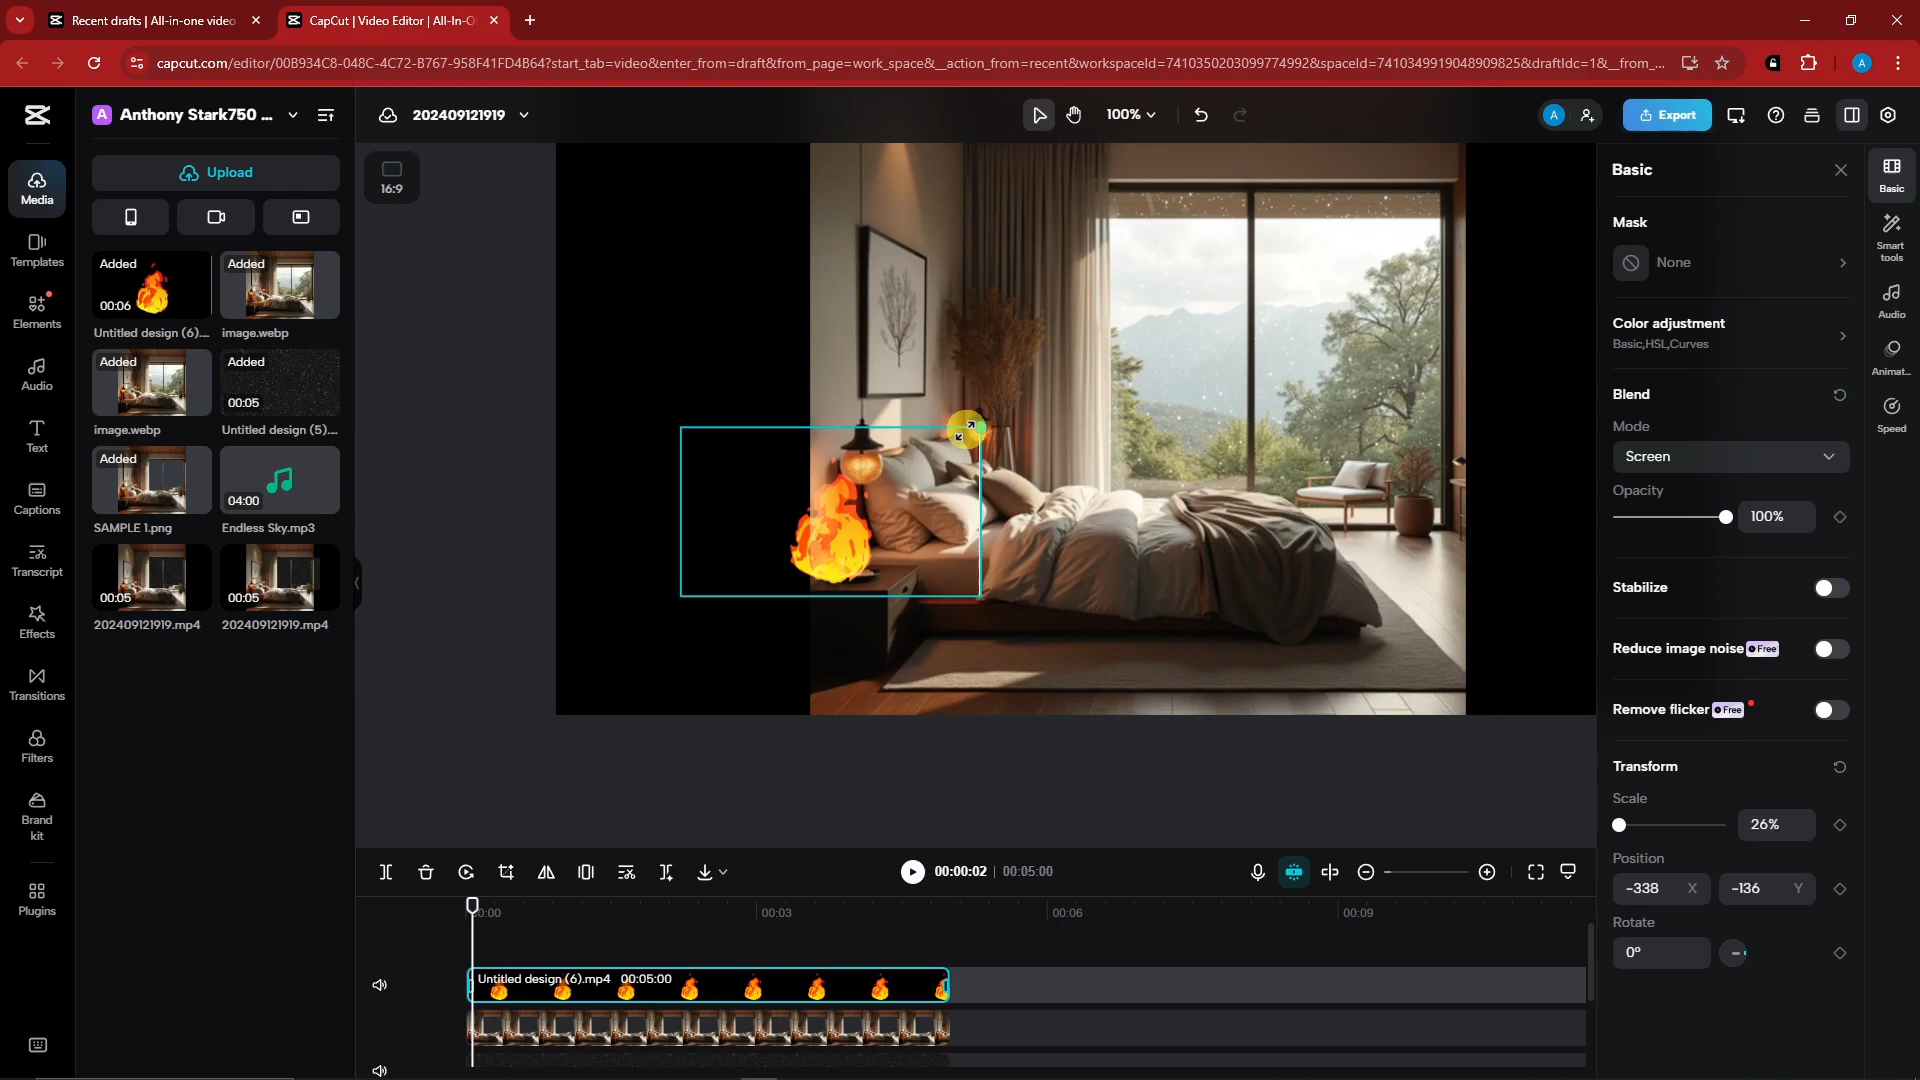 Recent drafts | All-in-one video
CapCut | Video Editor | All-In-O
capcut.com/editor/00B934C8-048C-4C72-B767-958F41FD4B64?start_tab=video&enter_from=draft&from_page=work_space&__action_from=recent&workspaceId=7410350203099774992&spaceId=7410349919048909825&draftIdc=1&__from_...
A
A Anthony Stark750 ...
202409121919
100%
A
Export
Upload
16:9
Media
Templates
Elements
Audio
Text
Captions
Transcript
Effects
Transitions
Filters
Brand
kit
Plugins
Added
00:06
Untitled design (6)....
Added
image.webp
Added
image.webp
Added
00:05
Untitled design (5)....
Added
SAMPLE 1.png
04:00
Endless Sky.mp3
00:05
202409121919.mp4
00:05
202409121919.mp4
Basic
Mask
None
Color adjustment
Basic,HSL,Curves
Blend
Mode
Screen
Opacity
100%
Stabilize
Reduce image noise Free
Remove flicker Free
Transform
Scale
26%
Position
-338 X
-136 Y
Rotate
0°
Basic
Smart
tools
Audio
Animat...
Speed
00:00:02 | 00:05:00
00:03
00:06
00:09
Untitled design (6).mp4 00:05:00